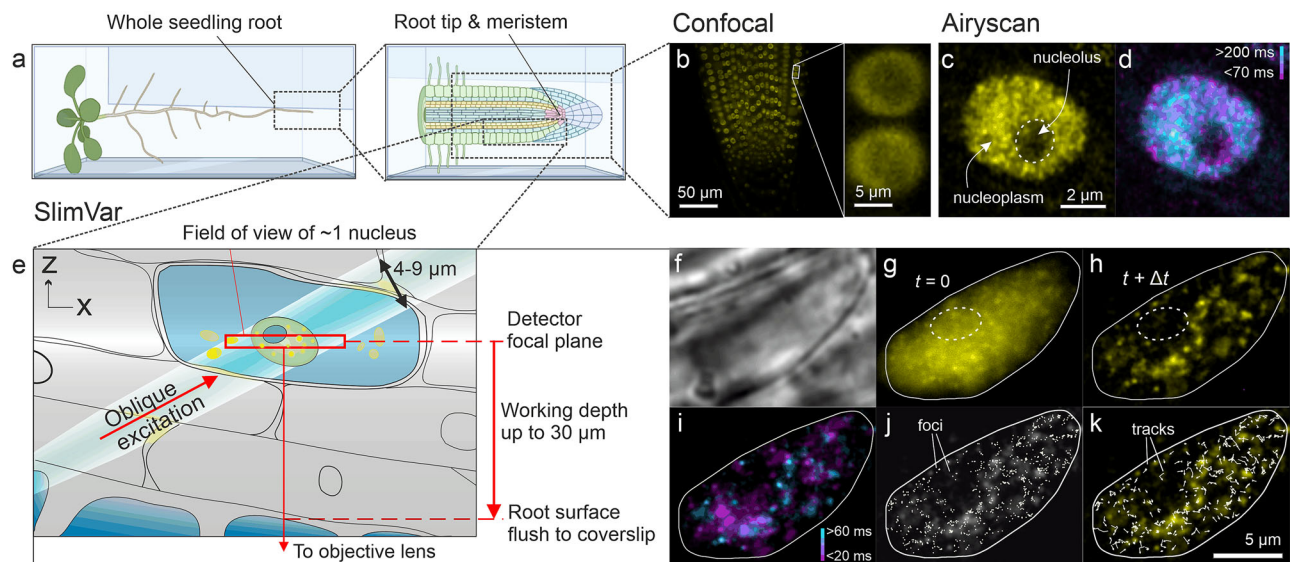 Whole seedling root
Root tip & meristem
Confocal
Airyscan
a
b
50 µm
5 µm
c
nucleolus
nucleoplasm
2 µm
d
>200 ms
<70 ms
SlimVar
e
Z
X
Field of view of ~1 nucleus
4-9 µm
Oblique
excitation
Detector
focal plane
Working depth
up to 30 µm
Root surface
flush to coverslip
To objective lens
f
g
t = 0
h
t + Δt
i
>60 ms
<20 ms
j
foci
k
tracks
5 µm